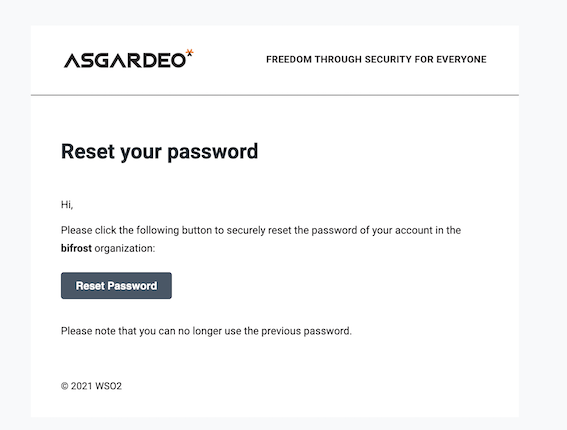 ASGARDEO
FREEDOM THROUGH SECURITY FOR EVERYONE
Reset your password
Hi,
Please click the following button to securely reset the password of your account in the
bifrost organization:
Reset Password
Please note that you can no longer use the previous password.
© 2021 WSO2